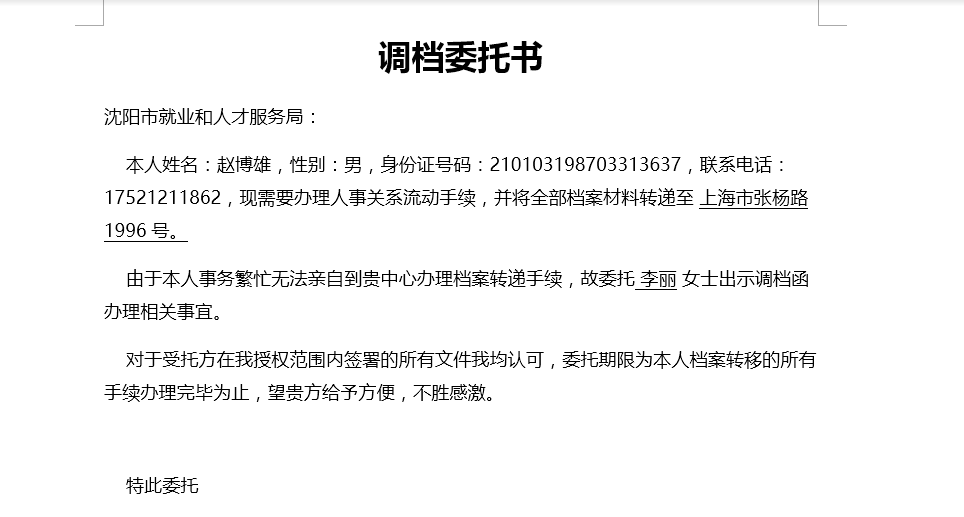 调档委托书
沈阳市就业和人才服务局：
本人姓名：赵博雄，性别：男，身份证号码：210103198703313637，联系电话：
17521211862，现需要办理人事关系流动手续，并将全部档案材料转递至 上海市张杨路
1996 号。
由于本人事务繁忙无法亲自到贵中心办理档案转递手续，故委托 李丽 女士出示调档函
办理相关事宜。
对于受托方在我授权范围内签署的所有文件我均认可，委托期限为本人档案转移的所有
手续办理完毕为止，望贵方给予方便，不胜感激。
特此委托